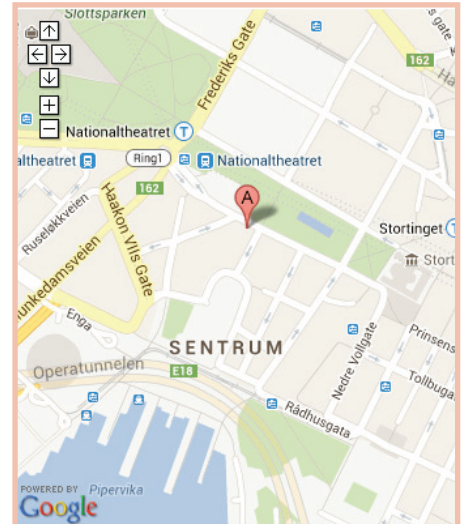 Slottsparken
Frederiks Gate
162
Ha
Nationaltheatret T
altheatret
Ring1
Nationaltheatret
162
A
Ruseløkkveien
Haakon VIIs Gate
Stortinget T
Stort
unkedamsveien
Enga
SENTRUM
Prinsens
Operatunnelen
E18
Nedre Vollgate
Tollbuga
Rådhusgata
POWERED BY
Google
Pipervika